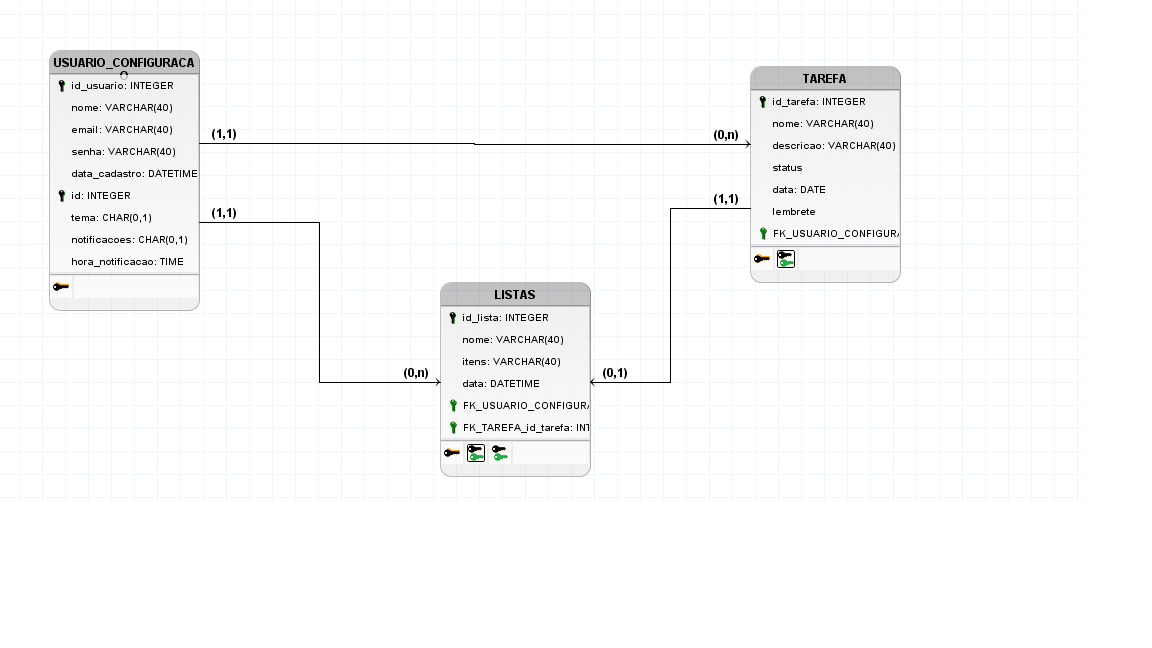 USUARIO_CONFIGURACA
O
id_usuario: INTEGER
nome: VARCHAR(40)
email: VARCHAR(40)
senha: VARCHAR(40)
data_cadastro: DATETIME
id: INTEGER
tema: CHAR(0,1)
notificacoes: CHAR(0,1)
hora_notificacao: TIME
(1,1)
(0,n)
(1,1)
(0,n)
TAREFA
id_tarefa: INTEGER
nome: VARCHAR(40)
descricao: VARCHAR(40)
status
data: DATE
lembrete
FK_USUARIO_CONFIGURA
(1,1)
(0,1)
LISTAS
id_lista: INTEGER
nome: VARCHAR(40)
itens: VARCHAR(40)
data: DATETIME
FK_USUARIO_CONFIGURA
FK_TAREFA_id_tarefa: INT